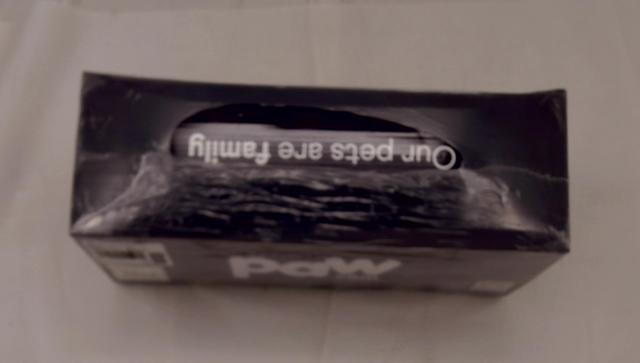 Our pets are family
paw